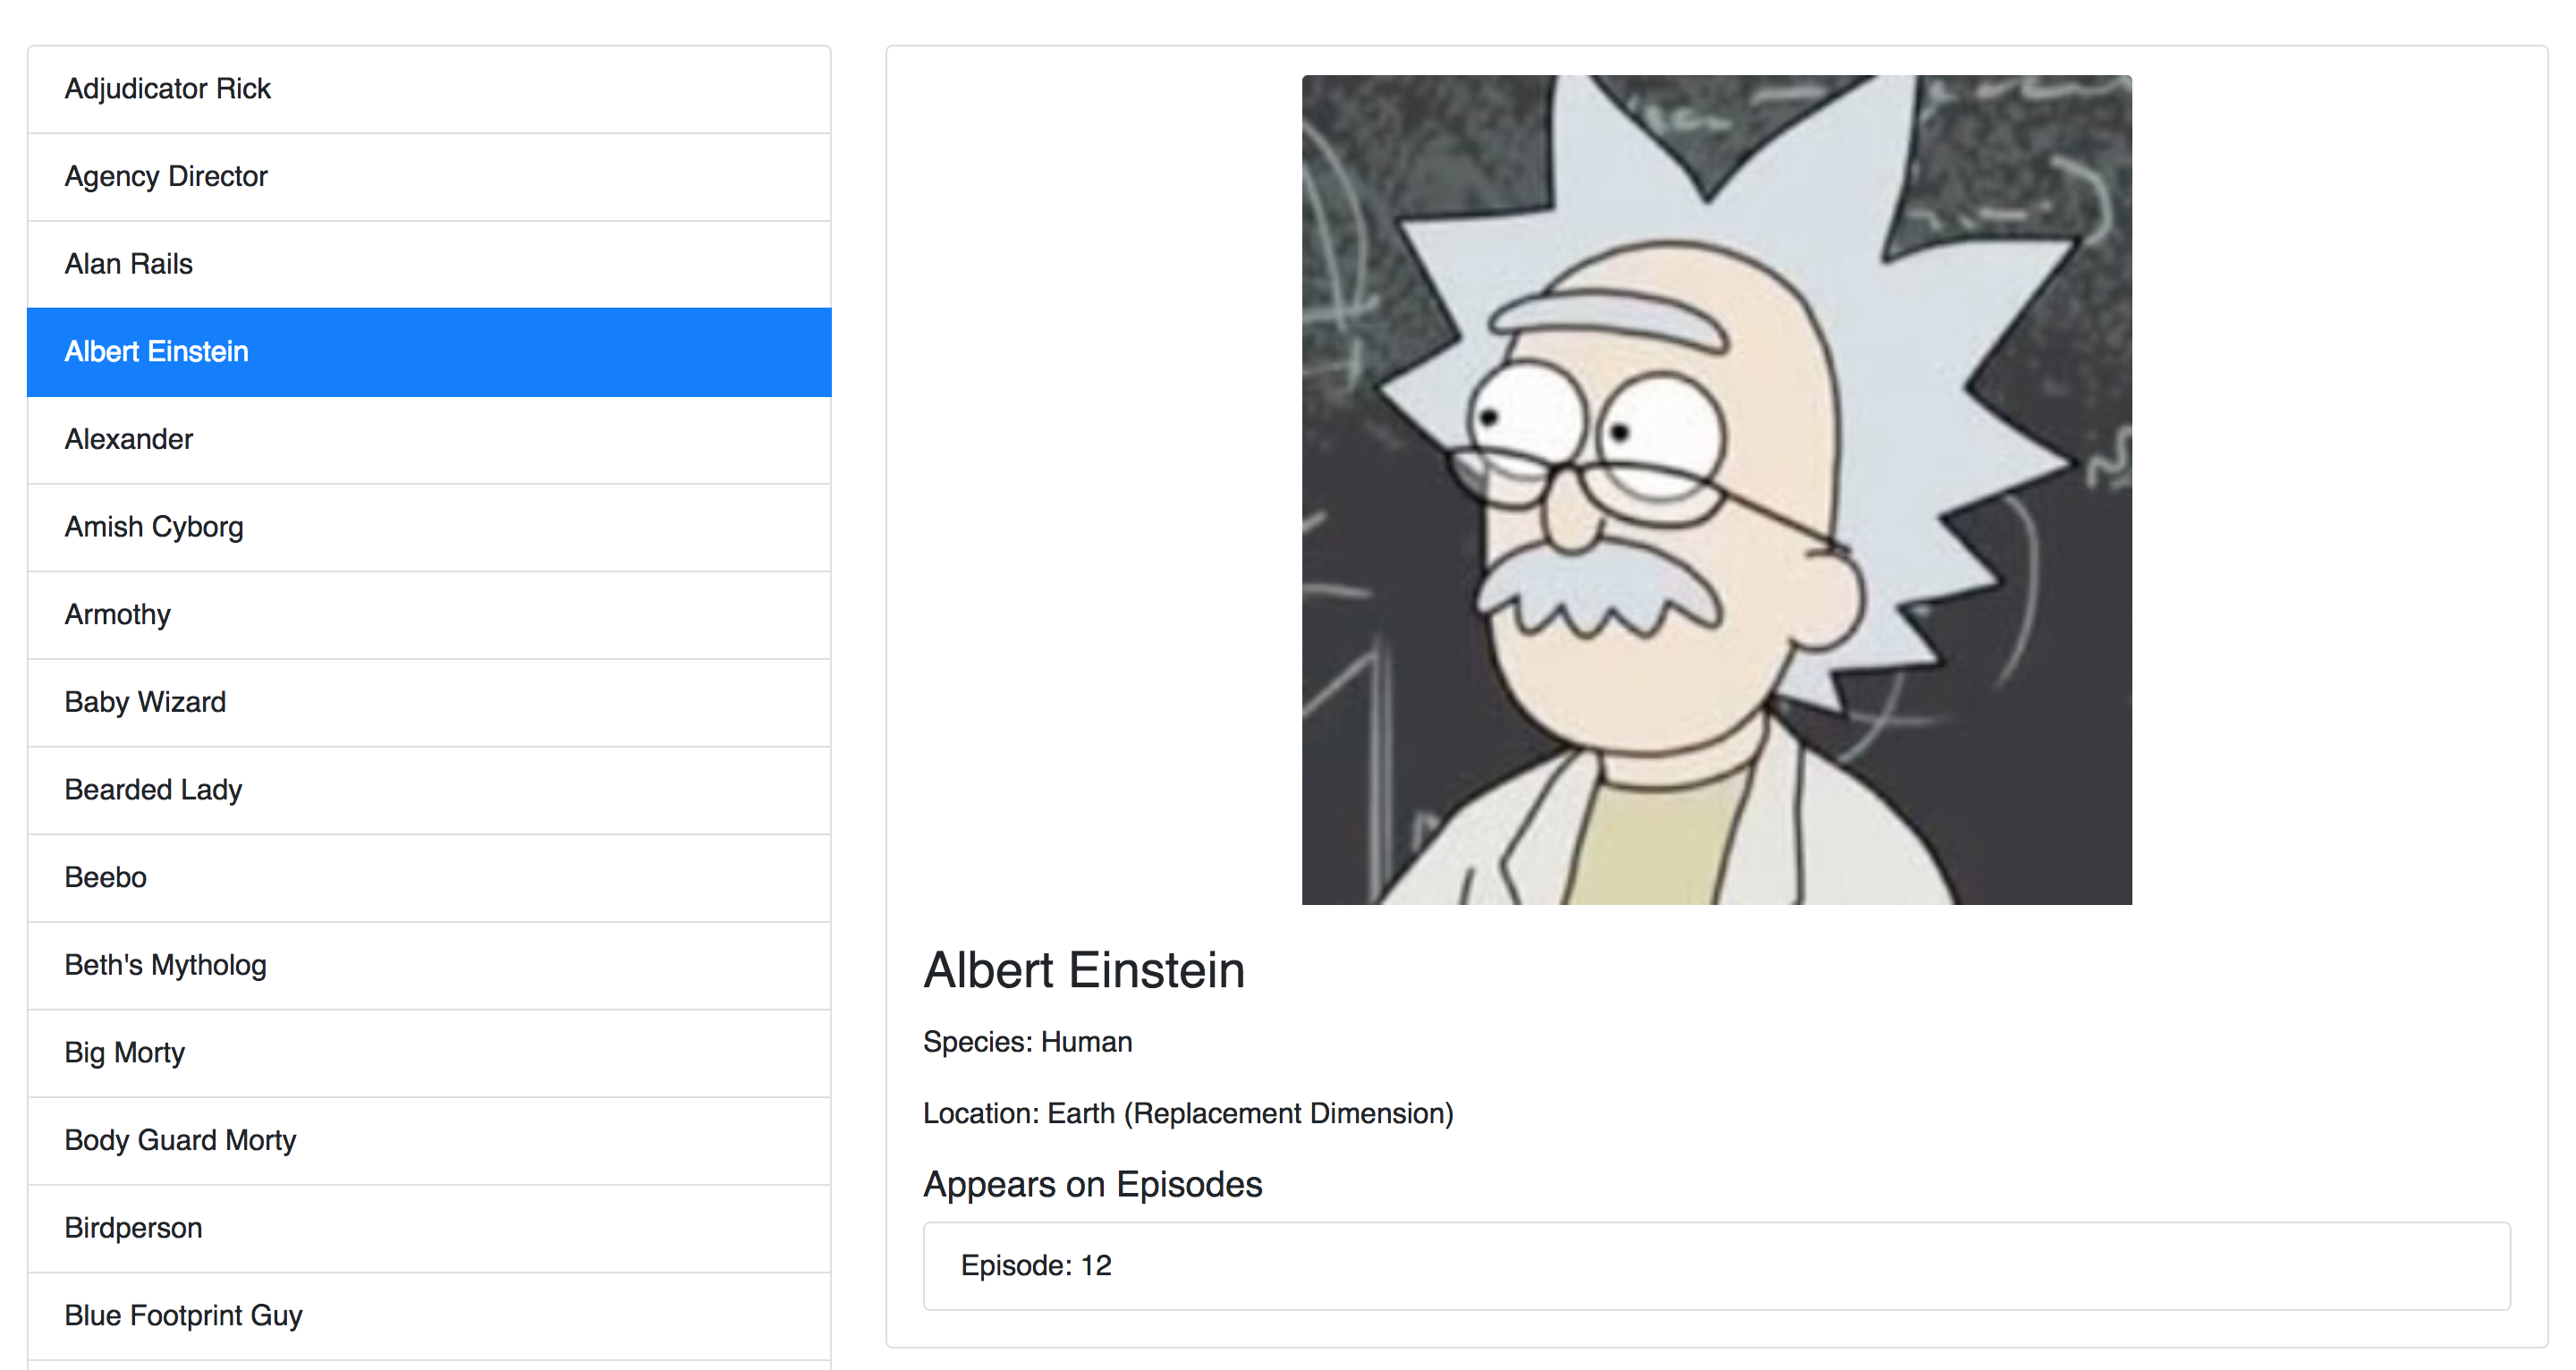 Adjudicator Rick
Agency Director
Alan Rails
Albert Einstein
Alexander
Amish Cyborg
Armothy
Baby Wizard
Bearded Lady
Beebo
Beth's Mytholog
Big Morty
Body Guard Morty
Birdperson
Blue Footprint Guy
Albert Einstein
Species: Human
Location: Earth (Replacement Dimension)
Appears on Episodes
Episode: 12